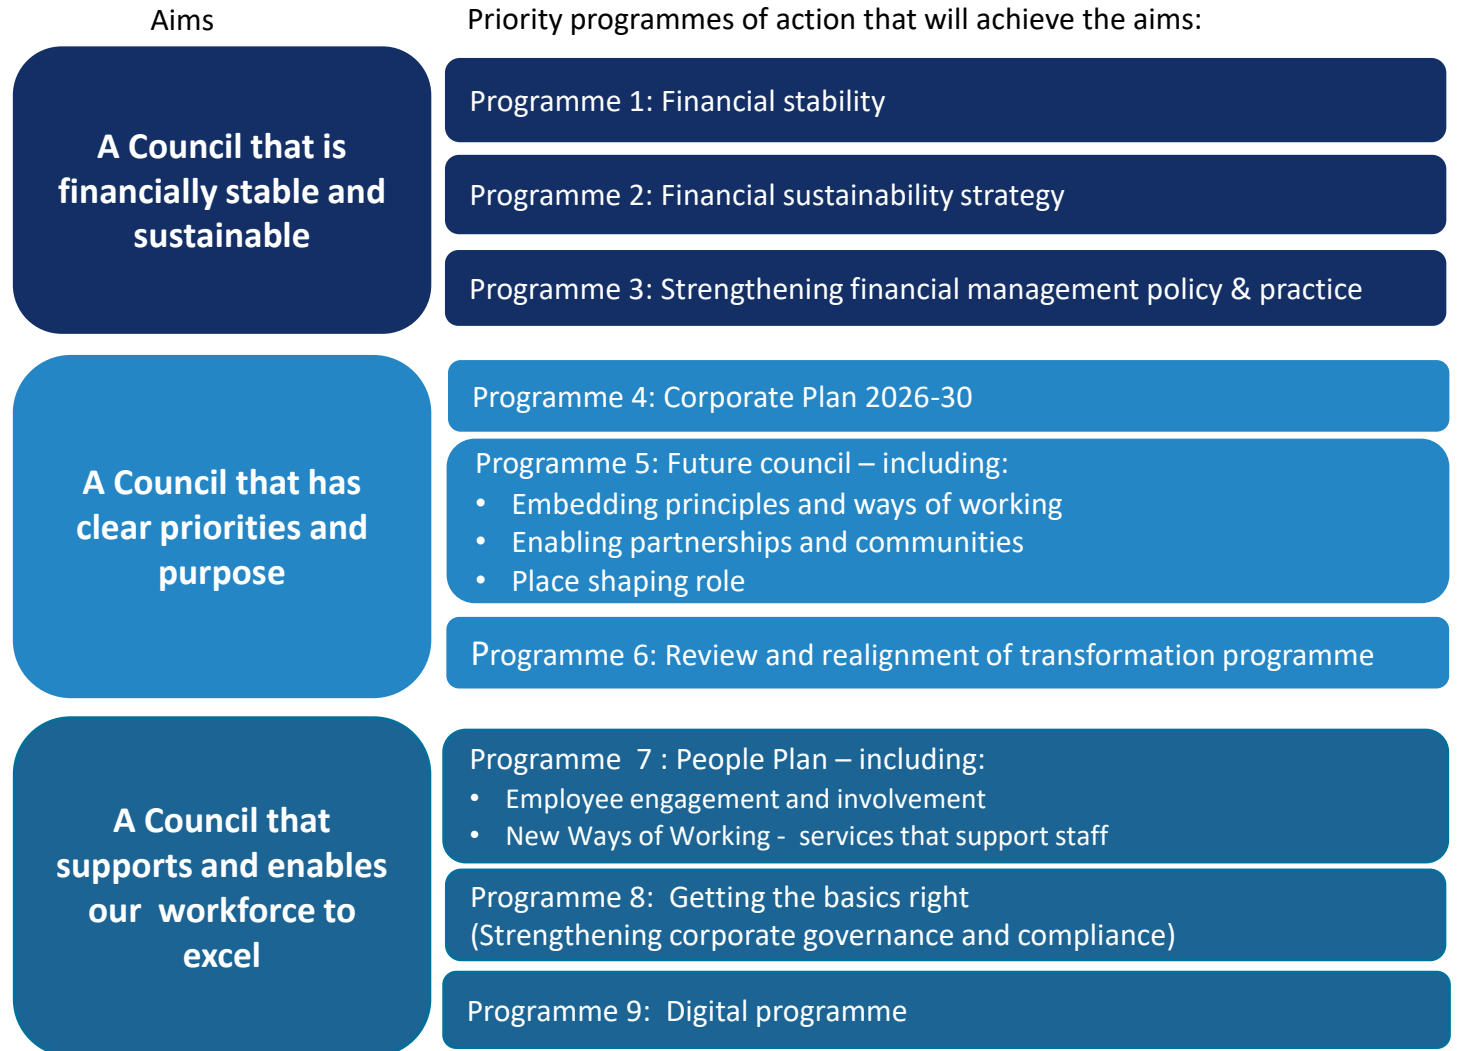 Aims
Priority programmes of action that will achieve the aims:
A Council that is
financially stable and
sustainable
Programme 1: Financial stability
Programme 2: Financial sustainability strategy
Programme 3: Strengthening financial management policy & practice
A Council that has
clear priorities and
purpose
Programme 4: Corporate Plan 2026-30
Programme 5: Future council – including:
• Embedding principles and ways of working
• Enabling partnerships and communities
• Place shaping role
Programme 6: Review and realignment of transformation programme
A Council that
supports and enables
our  workforce to
excel
Programme  7 : People Plan – including:
• Employee engagement and involvement
• New Ways of Working -  services that support staff
Programme 8:  Getting the basics right
(Strengthening corporate governance and compliance)
Programme 9:  Digital programme